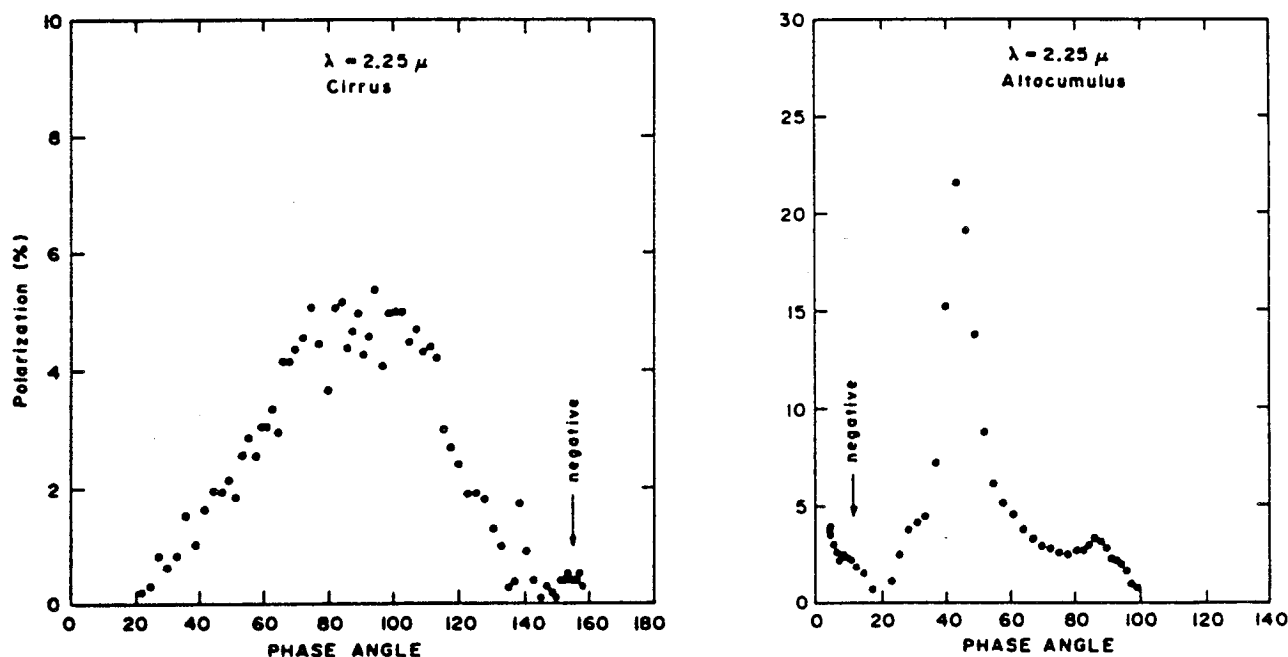 10
8
6
4
2
0
Polarization (%)
λ = 2.25 μ
Cirrus
negative
0 20 40 60 80 100 120 140 160 180
PHASE ANGLE
30
25
20
15
10
5
0
λ = 2.25 μ
Altocumulus
negative
0 20 40 60 80 100 120 140
PHASE ANGLE